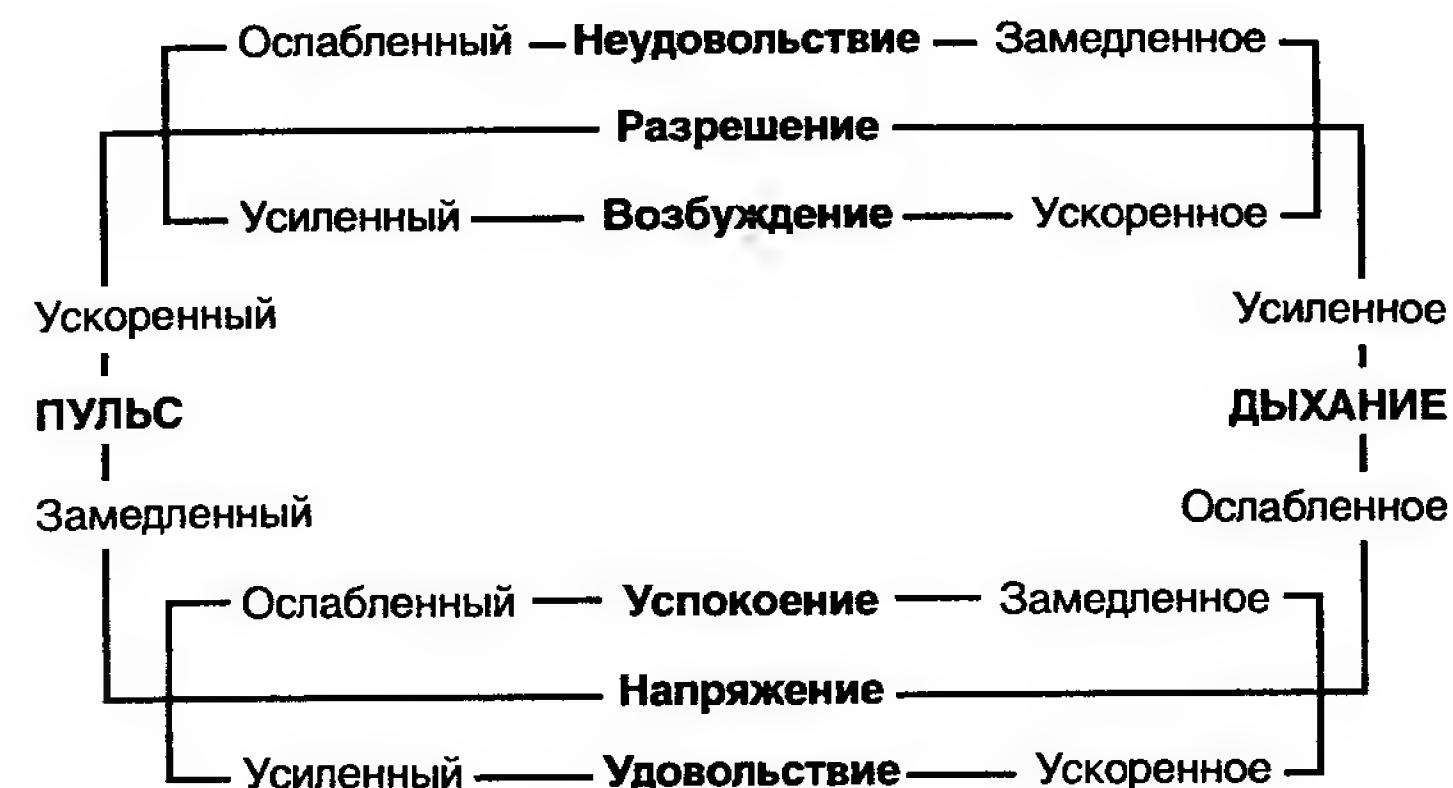 Ослабленный — Неудовольствие — Замедленное
Разрешение
Усиленный — Возбуждение — Ускоренное
Ускоренный Усиленное
ПУЛЬС ДЫХАНИЕ
Замедленный Ослабленное
Ослабленный — Успокоение — Замедленное
Напряжение
Усиленный — Удовольствие — Ускоренное